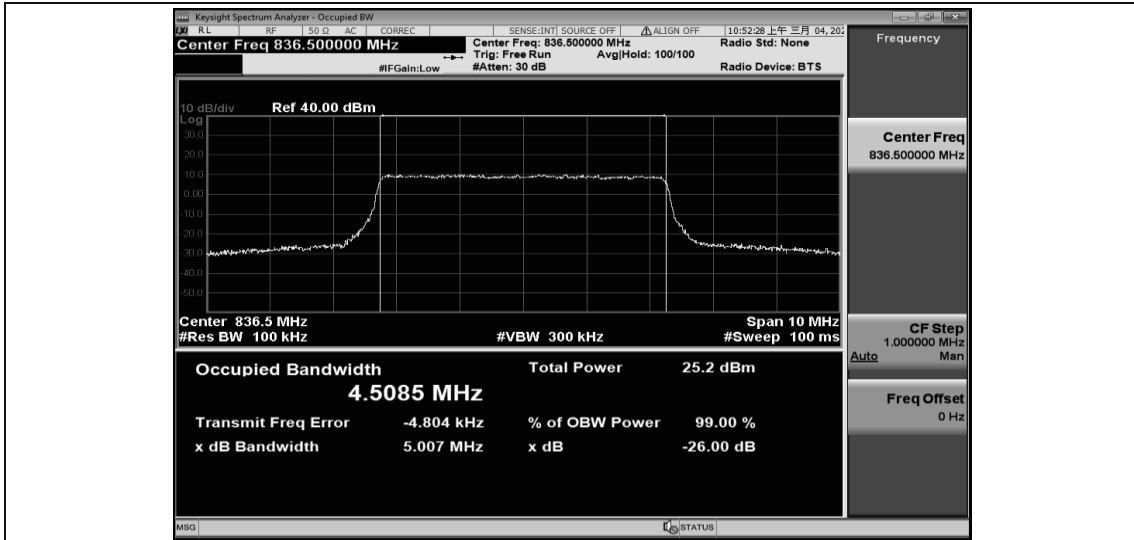 Keysight Spectrum Analyzer - Occupied BW
LXI RL RF 50 Ω AC CORREC SENSE:INT SOURCE OFF ⚠ALIGN OFF 10:52:28 上午 三月 04, 202
Center Freq 836.500000 MHz
Center Freq: 836.500000 MHz
Radio Std: None
Trig: Free Run Avg|Hold: 100/100
#IFGain:Low
#Atten: 30 dB
Radio Device: BTS
10 dB/div Ref 40.00 dBm
Log
30.0
20.0
10.0
0.00
-10.0
-20.0
-30.0
-40.0
-50.0
Center 836.5 MHz Span 10 MHz
#Res BW 100 kHz #VBW 300 kHz #Sweep 100 ms
Occupied Bandwidth Total Power 25.2 dBm
4.5085 MHz
Transmit Freq Error -4.804 kHz % of OBW Power 99.00 %
x dB Bandwidth 5.007 MHz x dB -26.00 dB
Frequency
Center Freq
836.500000 MHz
CF Step
1.000000 MHz
Auto Man
Freq Offset
0 Hz
MSG STATUS